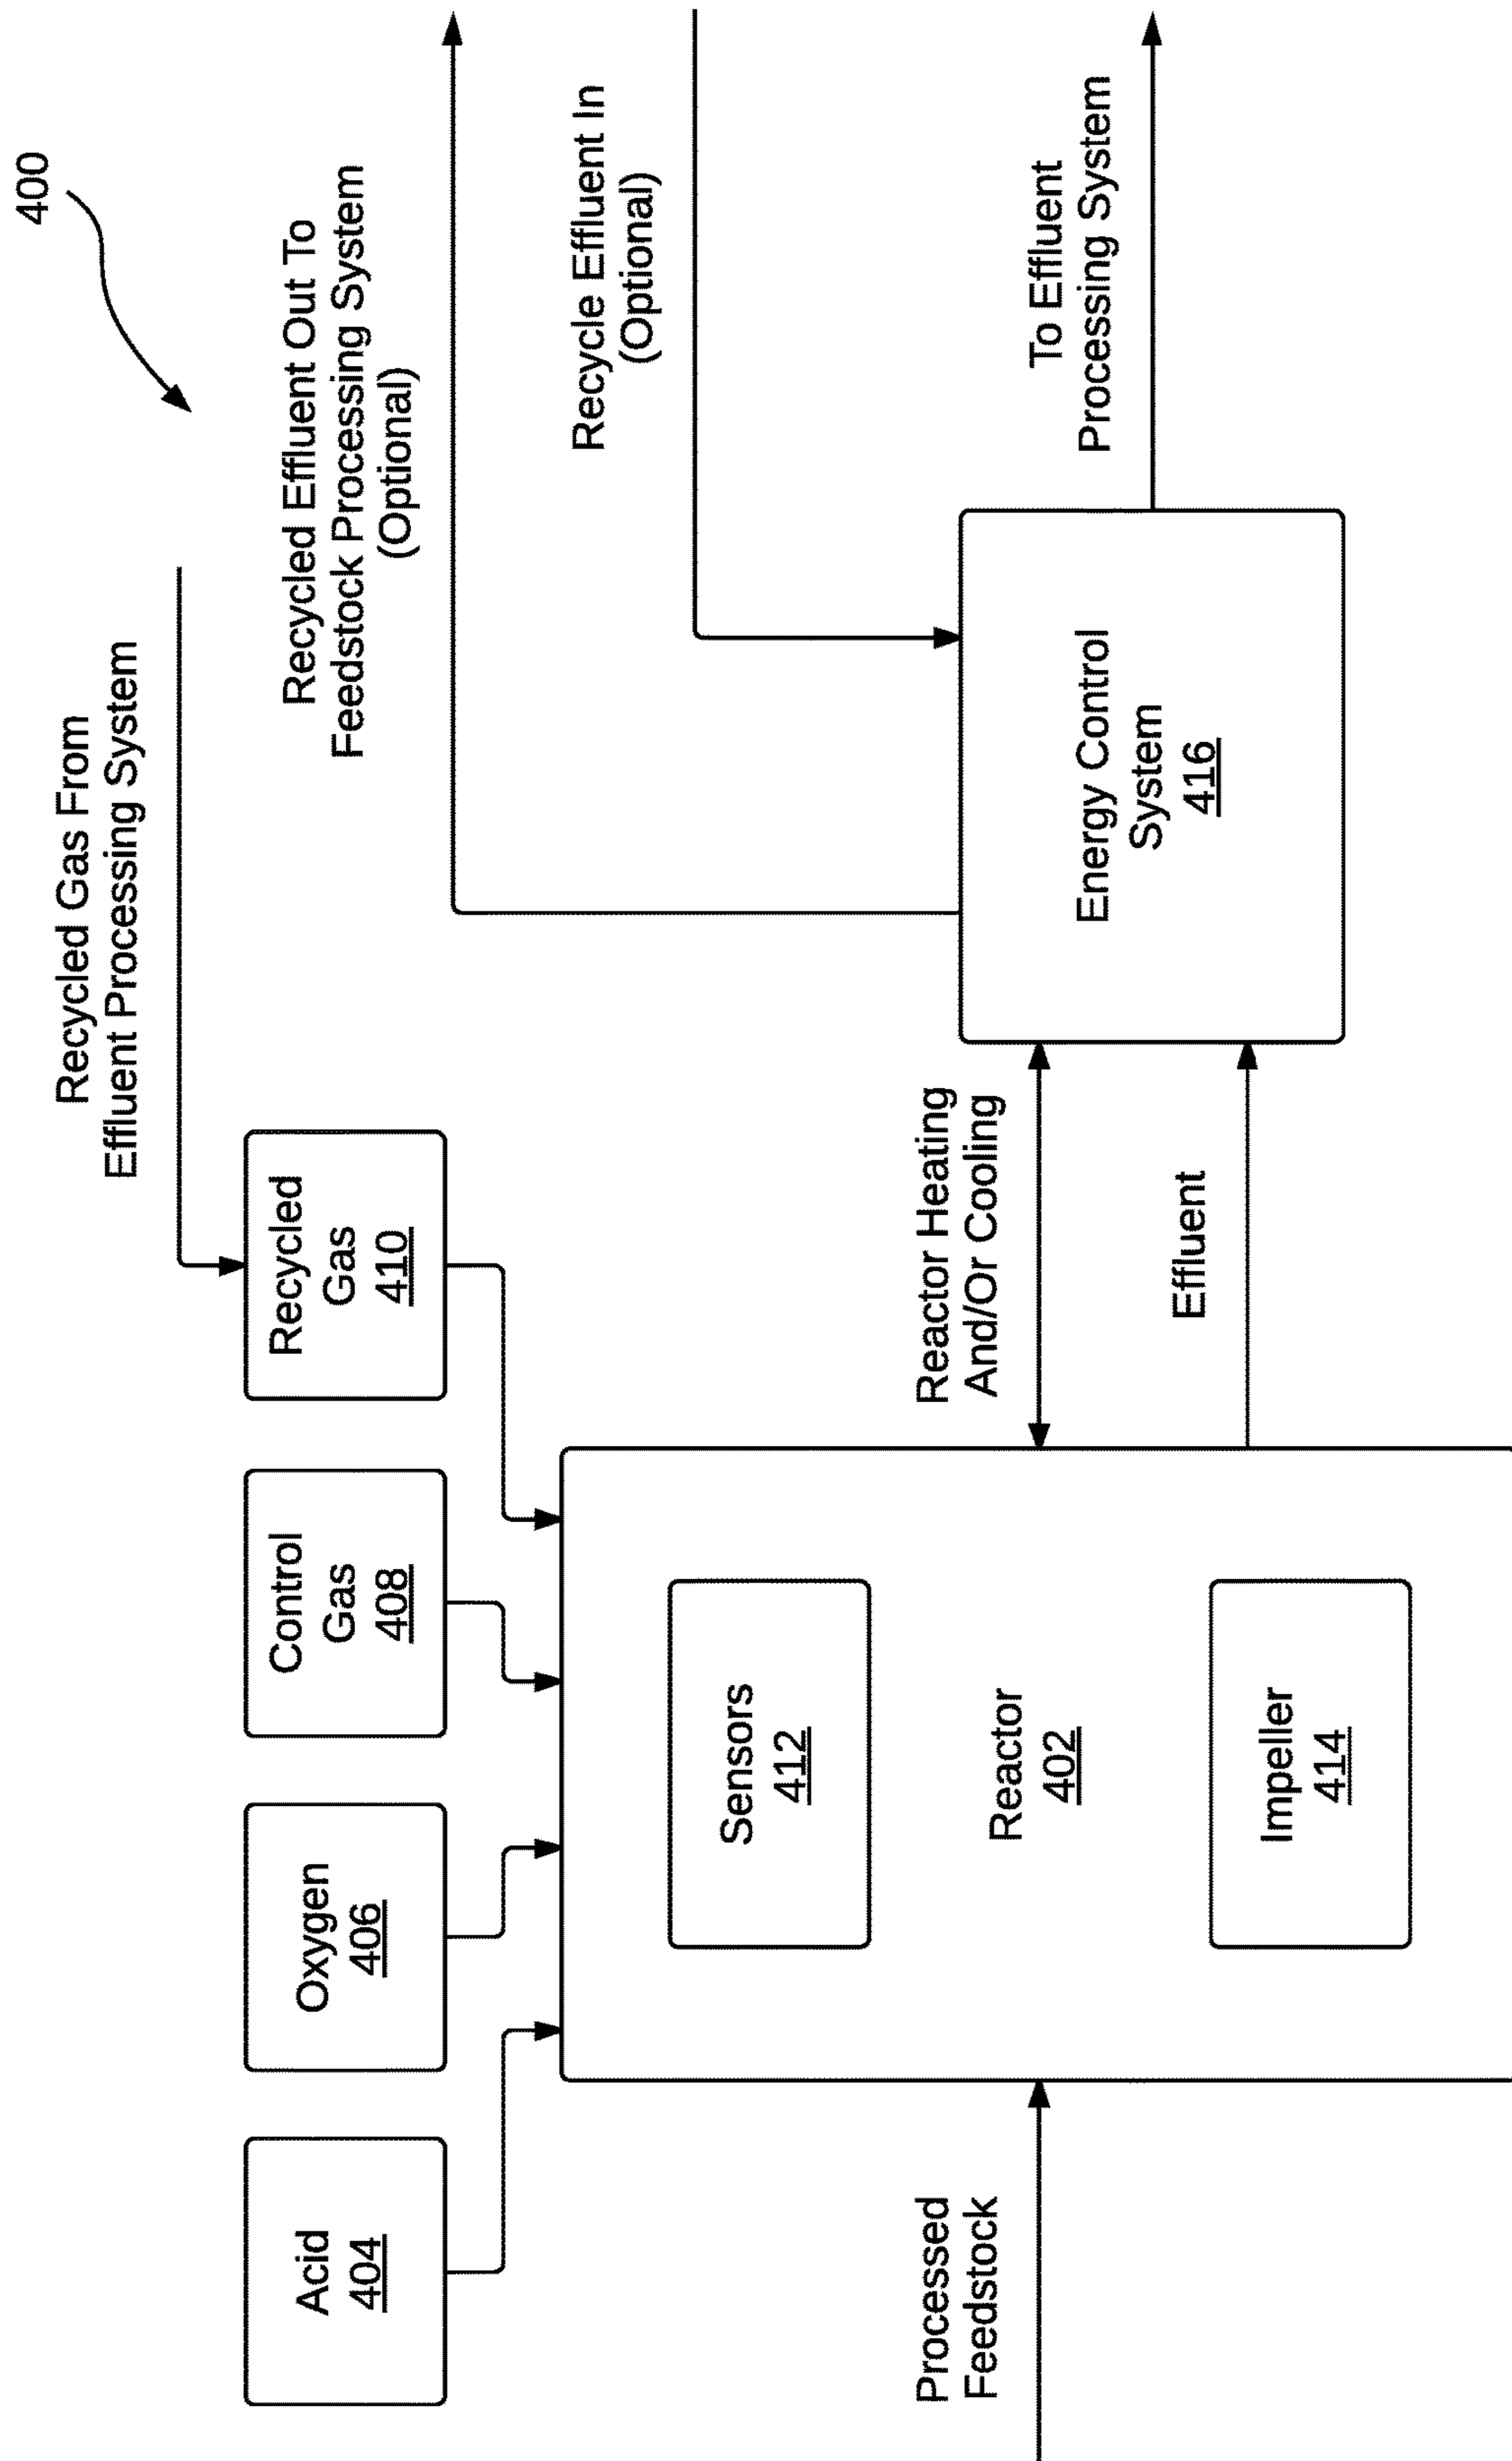 400
Recycled Gas From
Effluent Processing System
Recycled Effluent Out To
Feedstock Processing System
(Optional)
Recycle Effluent In
(Optional)
Acid
404
Oxygen
406
Control
Gas
408
Recycled
Gas
410
Sensors
412
Reactor
402
Impeller
414
Processed
Feedstock
Reactor Heating
And/Or Cooling
Effluent
Energy Control
System
416
To Effluent
Processing System